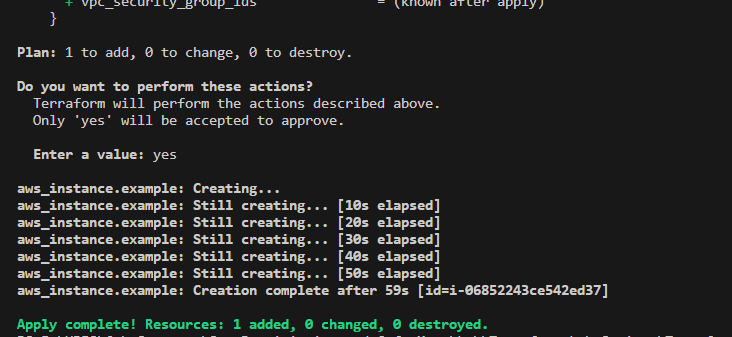 + vpc_security_group_ids = (known after apply)
}
Plan: 1 to add, 0 to change, 0 to destroy.
Do you want to perform these actions?
Terraform will perform the actions described above.
Only 'yes' will be accepted to approve.
Enter a value: yes
aws_instance.example: Creating...
aws_instance.example: Still creating... [10s elapsed]
aws_instance.example: Still creating... [20s elapsed]
aws_instance.example: Still creating... [30s elapsed]
aws_instance.example: Still creating... [40s elapsed]
aws_instance.example: Still creating... [50s elapsed]
aws_instance.example: Creation complete after 59s [id=i-06852243ce542ed37]
Apply complete! Resources: 1 added, 0 changed, 0 destroyed.